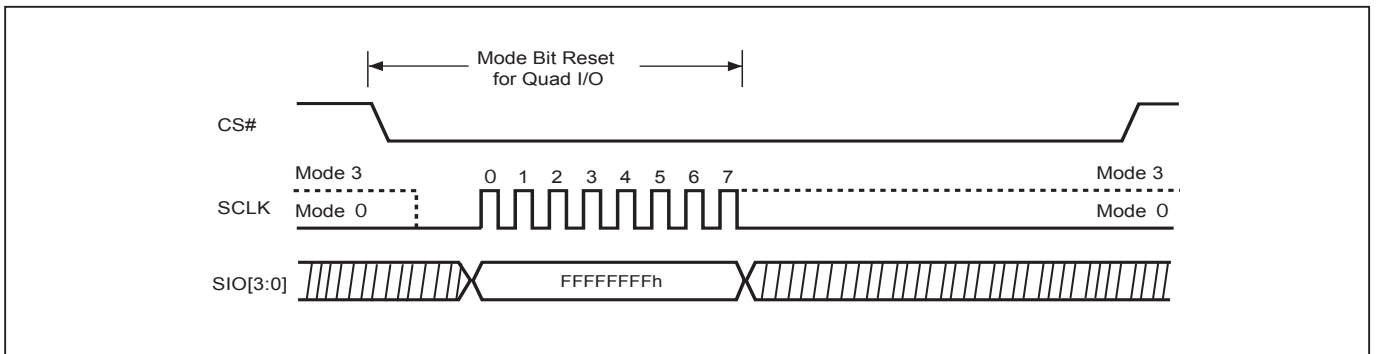 Mode Bit Reset
for Quad I/O
CS#
Mode 3
Mode 3
0 1 2 3 4 5 6 7
SCLK
Mode 0
Mode 0
SIO[3:0]
FFFFFFFFh